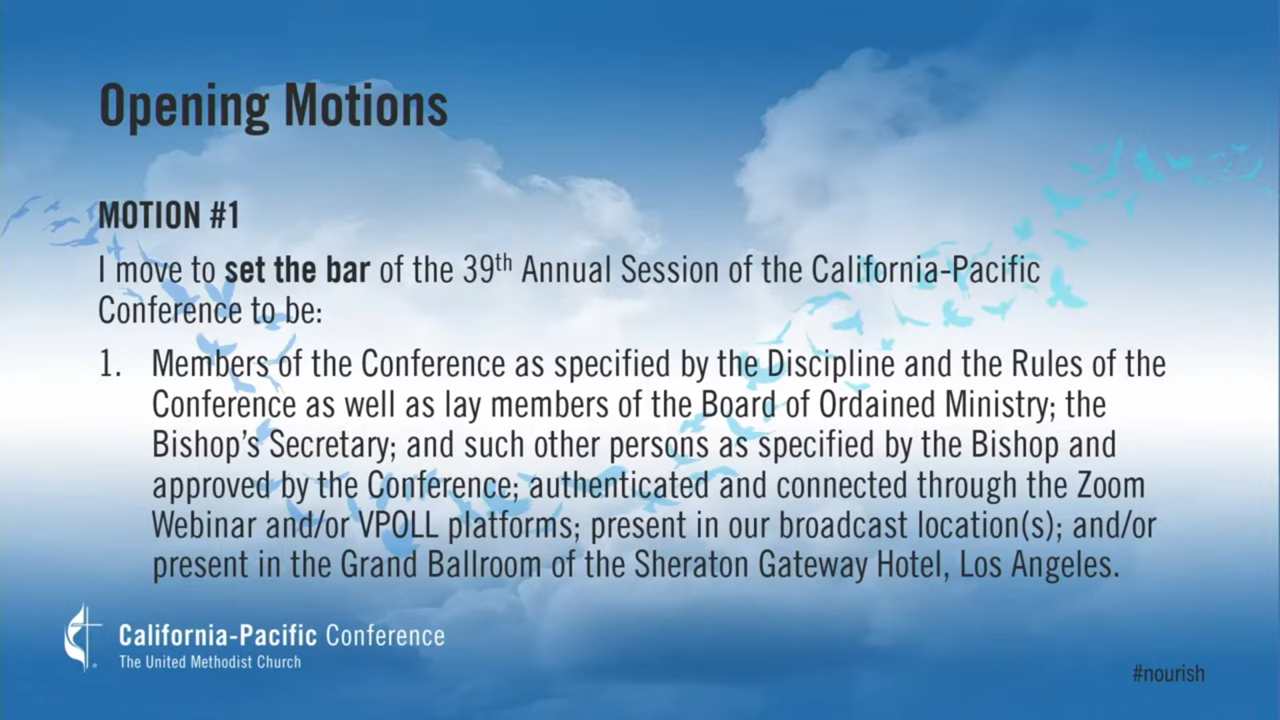 Opening Motions
MOTION #1
I move to set the bar of the 39th Annual Session of the California-Pacific
Conference to be:
1. Members of the Conference as specified by the Discipline and the Rules of the
Conference as well as lay members of the Board of Ordained Ministry; the
Bishop’s Secretary; and such other persons as specified by the Bishop and
approved by the Conference; authenticated and connected through the Zoom
Webinar and/or VPOLL platforms; present in our broadcast location(s); and/or
present in the Grand Ballroom of the Sheraton Gateway Hotel, Los Angeles.
California-Pacific Conference
The United Methodist Church
#nourish